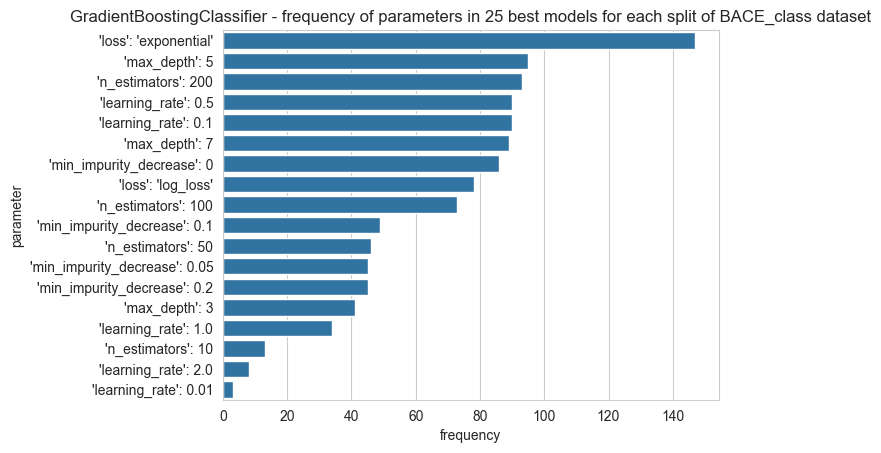 GradientBoostingClassifier - frequency of parameters in 25 best models for each split of BACE_class dataset
parameter
'loss': 'exponential'
'max_depth': 5
'n_estimators': 200
'learning_rate': 0.5
'learning_rate': 0.1
'max_depth': 7
'min_impurity_decrease': 0
'loss': 'log_loss'
'n_estimators': 100
'min_impurity_decrease': 0.1
'n_estimators': 50
'min_impurity_decrease': 0.05
'min_impurity_decrease': 0.2
'max_depth': 3
'learning_rate': 1.0
'n_estimators': 10
'learning_rate': 2.0
'learning_rate': 0.01
0 20 40 60 80 100 120 140
frequency